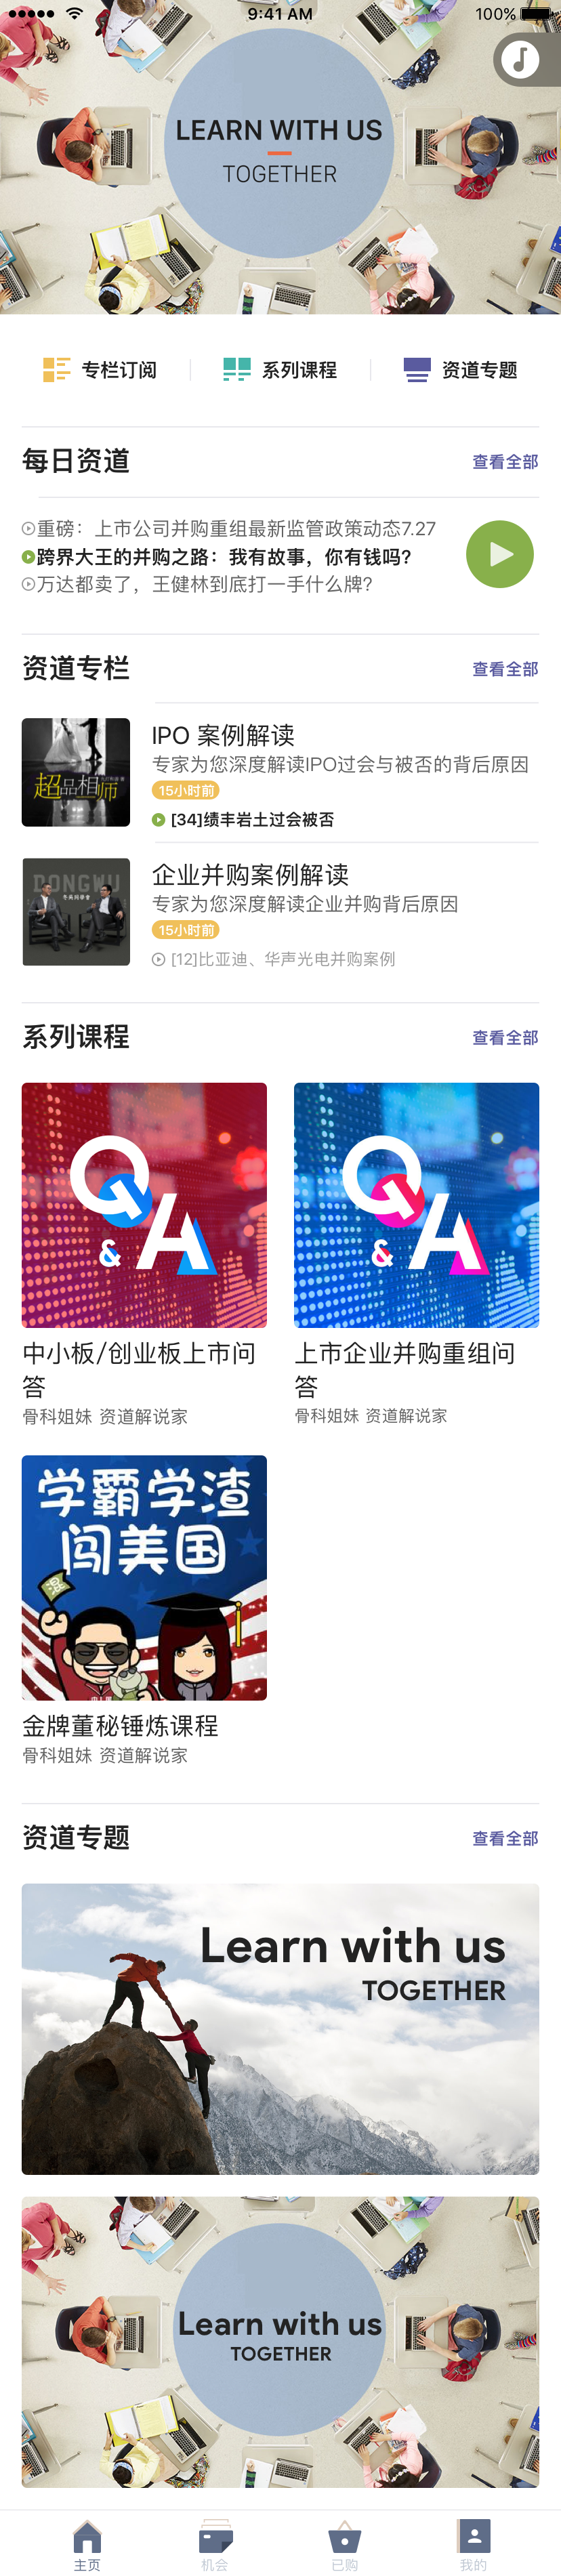 9:41 AM
100%
LEARN WITH US
TOGETHER
专栏订阅
系列课程
资道专题
每日资道
查看全部
重磅：上市公司并购重组最新监管政策动态7.27
跨界大王的并购之路：我有故事，你有钱吗?
万达都卖了，王健林到底打一手什么牌?
资道专栏
查看全部
超品相师
IPO 案例解读
专家为您深度解读IPO过会与被否的背后原因
15小时前
[34]绩丰岩土过会被否
DONGWU
企业并购案例解读
专家为您深度解读企业并购背后原因
15小时前
[12]比亚迪、华声光电并购案例
系列课程
查看全部
Q&A
Q&A
中小板/创业板上市问
答
骨科姐妹 资道解说家
上市企业并购重组问
答
骨科姐妹 资道解说家
学霸学渣
闯美国
混
金牌董秘锤炼课程
骨科姐妹 资道解说家
资道专题
查看全部
Learn with us
TOGETHER
Learn with us
TOGETHER
主页
机会
已购
我的